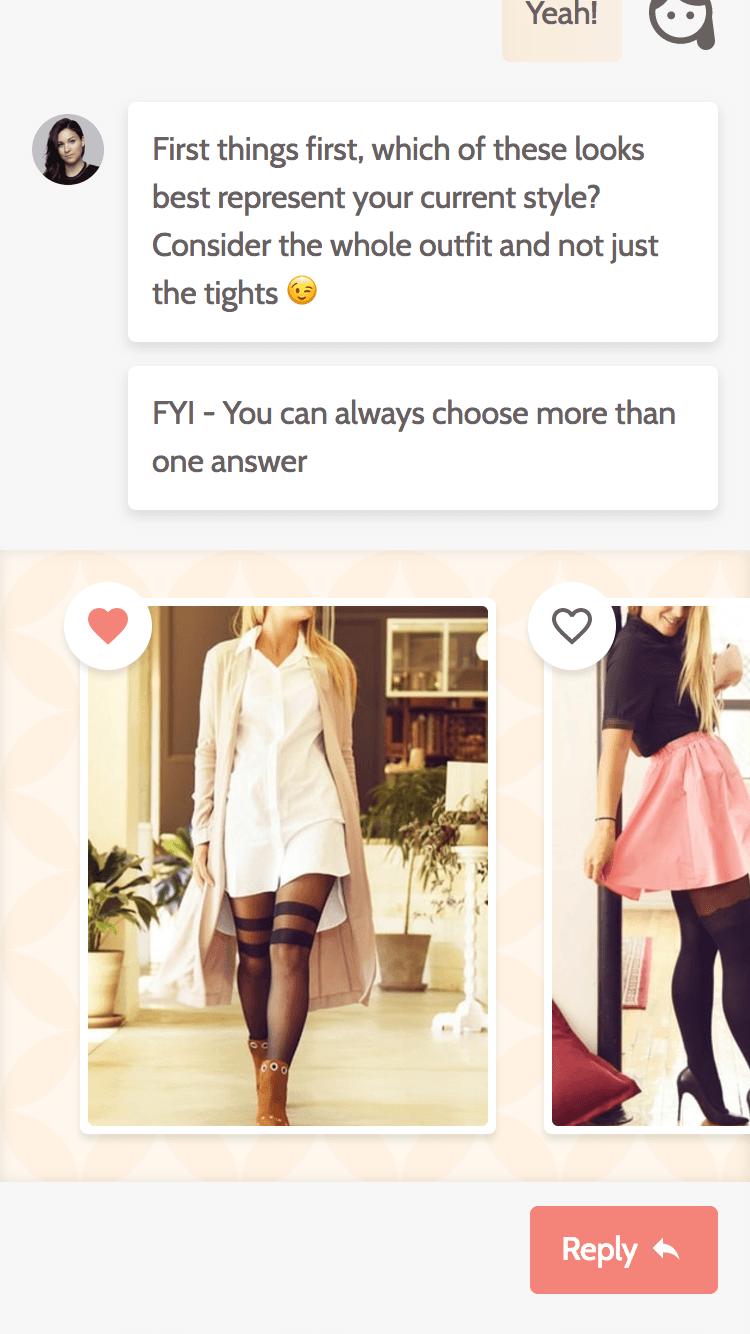 Yeah!
First things first, which of these looks
best represent your current style?
Consider the whole outfit and not just
the tights 😉
FYI - You can always choose more than
one answer
Reply